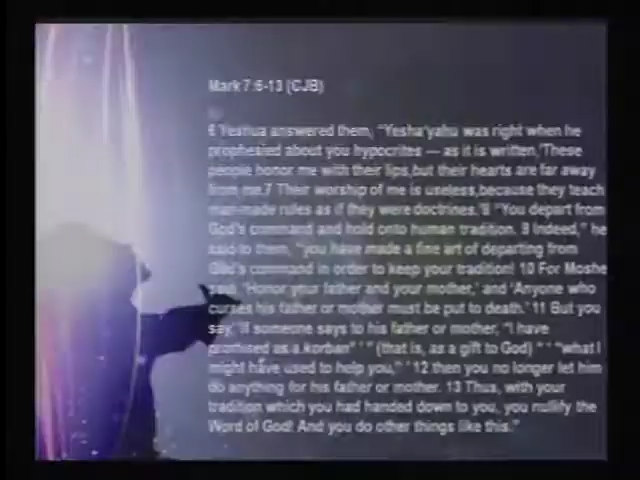 Mark 7:6-13 (CJB)
6 Yeshua answered them, "Yesha'yahu was right when he
prophesied about you hypocrites — as it is written,'These
people honor me with their lips,but their hearts are far away
from me.7 Their worship of me is useless,because they teach
man-made rules as if they were doctrines.'8 "You depart from
God's command and hold onto human tradition. 9 Indeed," he
said to them, "you have made a fine art of departing from
God's command in order to keep your tradition! 10 For Moshe
said, 'Honor your father and your mother,' and 'Anyone who
curses his father or mother must be put to death.' 11 But you
say,'If someone says to his father or mother, "I have
promised as a korban" ' " (that is, as a gift to God) " ' "what I
might have used to help you," ' 12 then you no longer let him
do anything for his father or mother. 13 Thus, with your
tradition which you had handed down to you, you nullify the
Word of God! And you do other things like this."